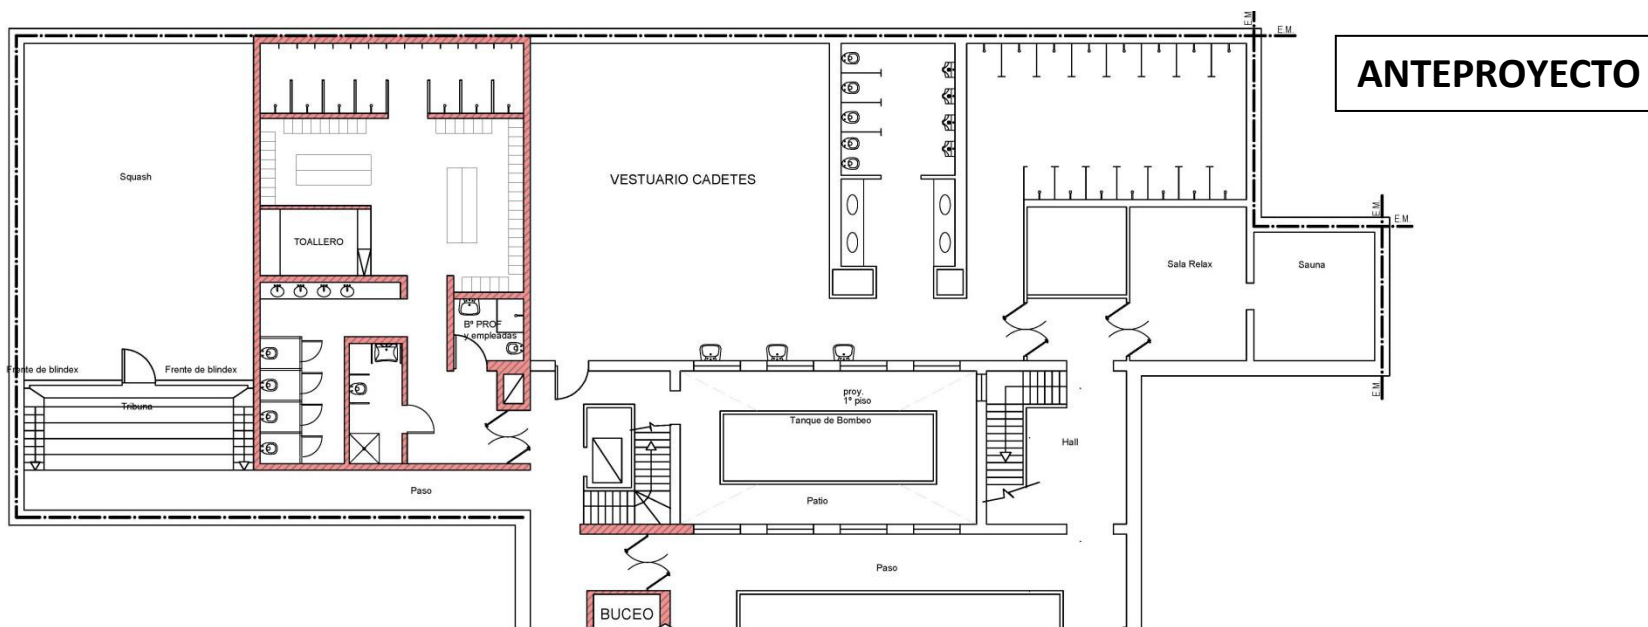 E.M
E.M
ANTEPROYECTO
Squash
VESTUARIO CADETES
TOALLERO
E.M.
E.M.
Sala Relax
Sauna
Bº PROF
y empleadas
Frente de blindex
Frente de blindex
Tribuna
E.M
proy.
1º piso
Tanque de Bombeo
Hall
Paso
Patio
Paso
BUCEO